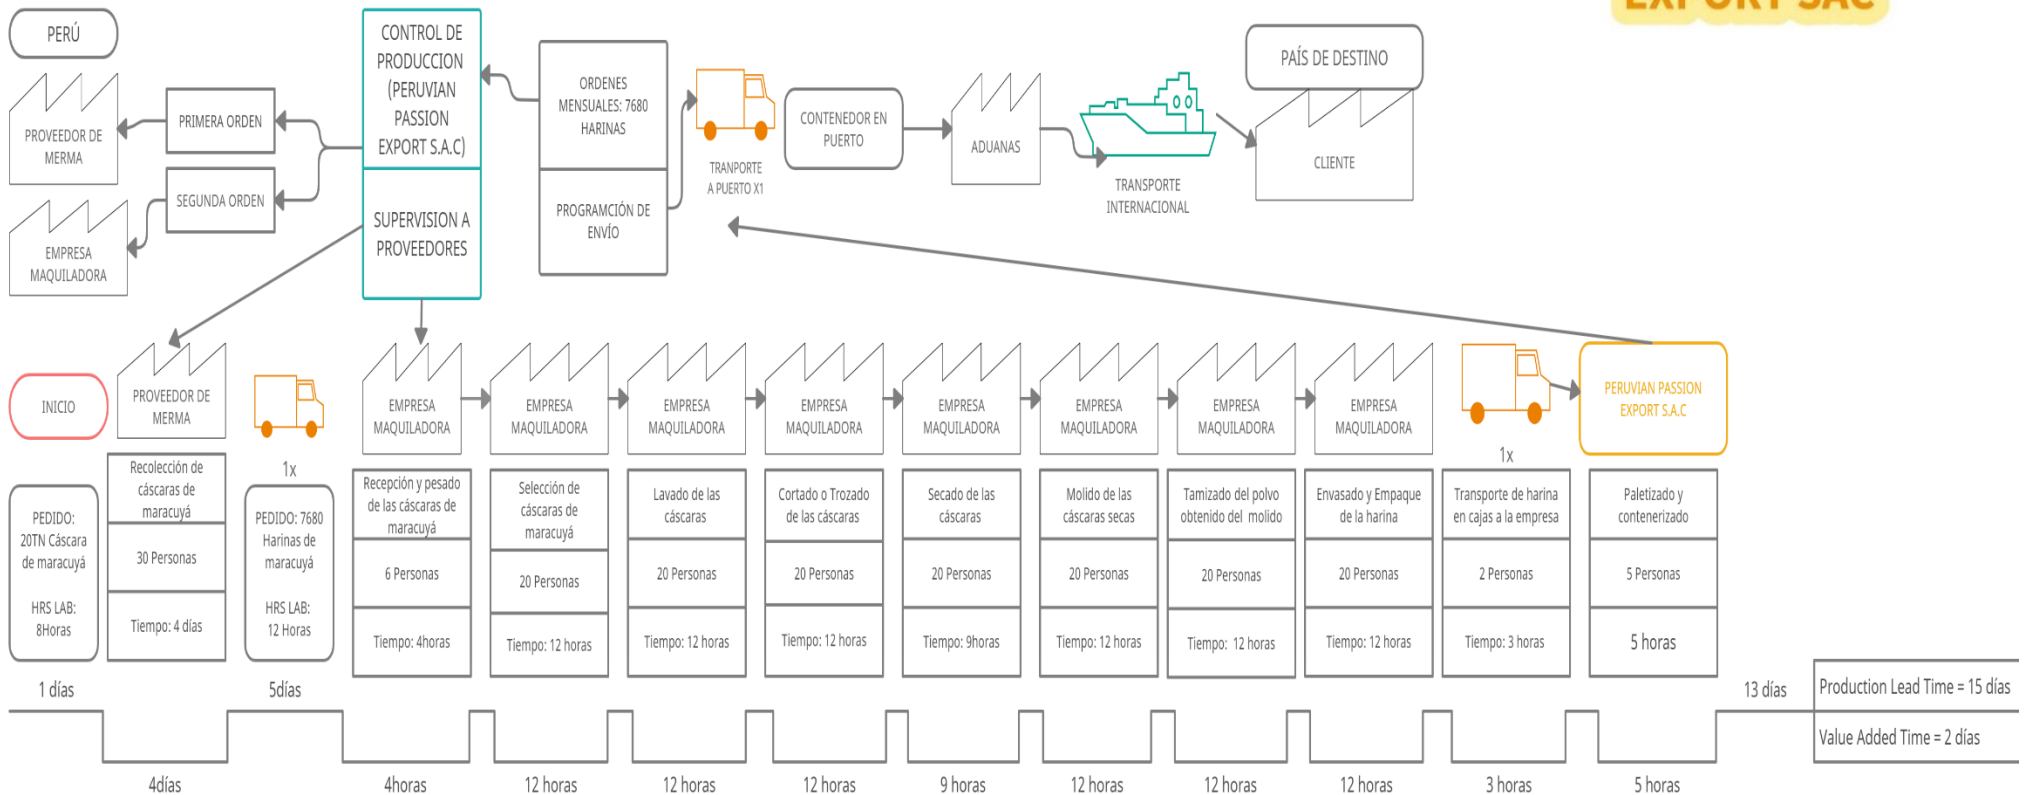 EXPORT SAC
PERÚ
PROVEEDOR DE
MERMA
EMPRESA
MAQUILADORA
PRIMERA ORDEN
SEGUNDA ORDEN
CONTROL DE
PRODUCCION
(PERUVIAN
PASSION
EXPORT S.A.C)
SUPERVISION A
PROVEEDORES
ORDENES
MENSUALES: 7680
HARINAS
PROGRAMCIÓN DE
ENVÍO
TRANPORTE
A PUERTO X1
CONTENEDOR EN
PUERTO
ADUANAS
TRANSPORTE
INTERNACIONAL
PAÍS DE DESTINO
CLIENTE
INICIO
PROVEEDOR DE
MERMA
1x
EMPRESA
MAQUILADORA
EMPRESA
MAQUILADORA
EMPRESA
MAQUILADORA
EMPRESA
MAQUILADORA
EMPRESA
MAQUILADORA
EMPRESA
MAQUILADORA
EMPRESA
MAQUILADORA
EMPRESA
MAQUILADORA
1x
PERUVIAN PASSION
EXPORT S.A.C
PEDIDO:
20TN Cáscara
de maracuyá
HRS LAB:
8Horas
Recolección de
cáscaras de
maracuyá
30 Personas
Tiempo: 4 días
PEDIDO: 7680
Harinas de
maracuyá
HRS LAB:
12 Horas
Recepción y pesado
de las cáscaras de
maracuyá
6 Personas
Tiempo: 4horas
Selección de
cáscaras de
maracuyá
20 Personas
Tiempo: 12 horas
Lavado de las
cáscaras
20 Personas
Tiempo: 12 horas
Cortado o Trozado
de las cáscaras
20 Personas
Tiempo: 12 horas
Secado de las
cáscaras
20 Personas
Tiempo: 9horas
Molido de las
cáscaras secas
20 Personas
Tiempo: 12 horas
Tamizado del polvo
obtenido del molido
20 Personas
Tiempo: 12 horas
Envasado y Empaque
de la harina
20 Personas
Tiempo: 12 horas
Transporte de harina
en cajas a la empresa
2 Personas
Tiempo: 3 horas
Paletizado y
contenerizado
5 Personas
5 horas
1 días
5días
13 días
Production Lead Time = 15 días
Value Added Time = 2 días
4días
4horas
12 horas
12 horas
12 horas
9 horas
12 horas
12 horas
12 horas
3 horas
5 horas